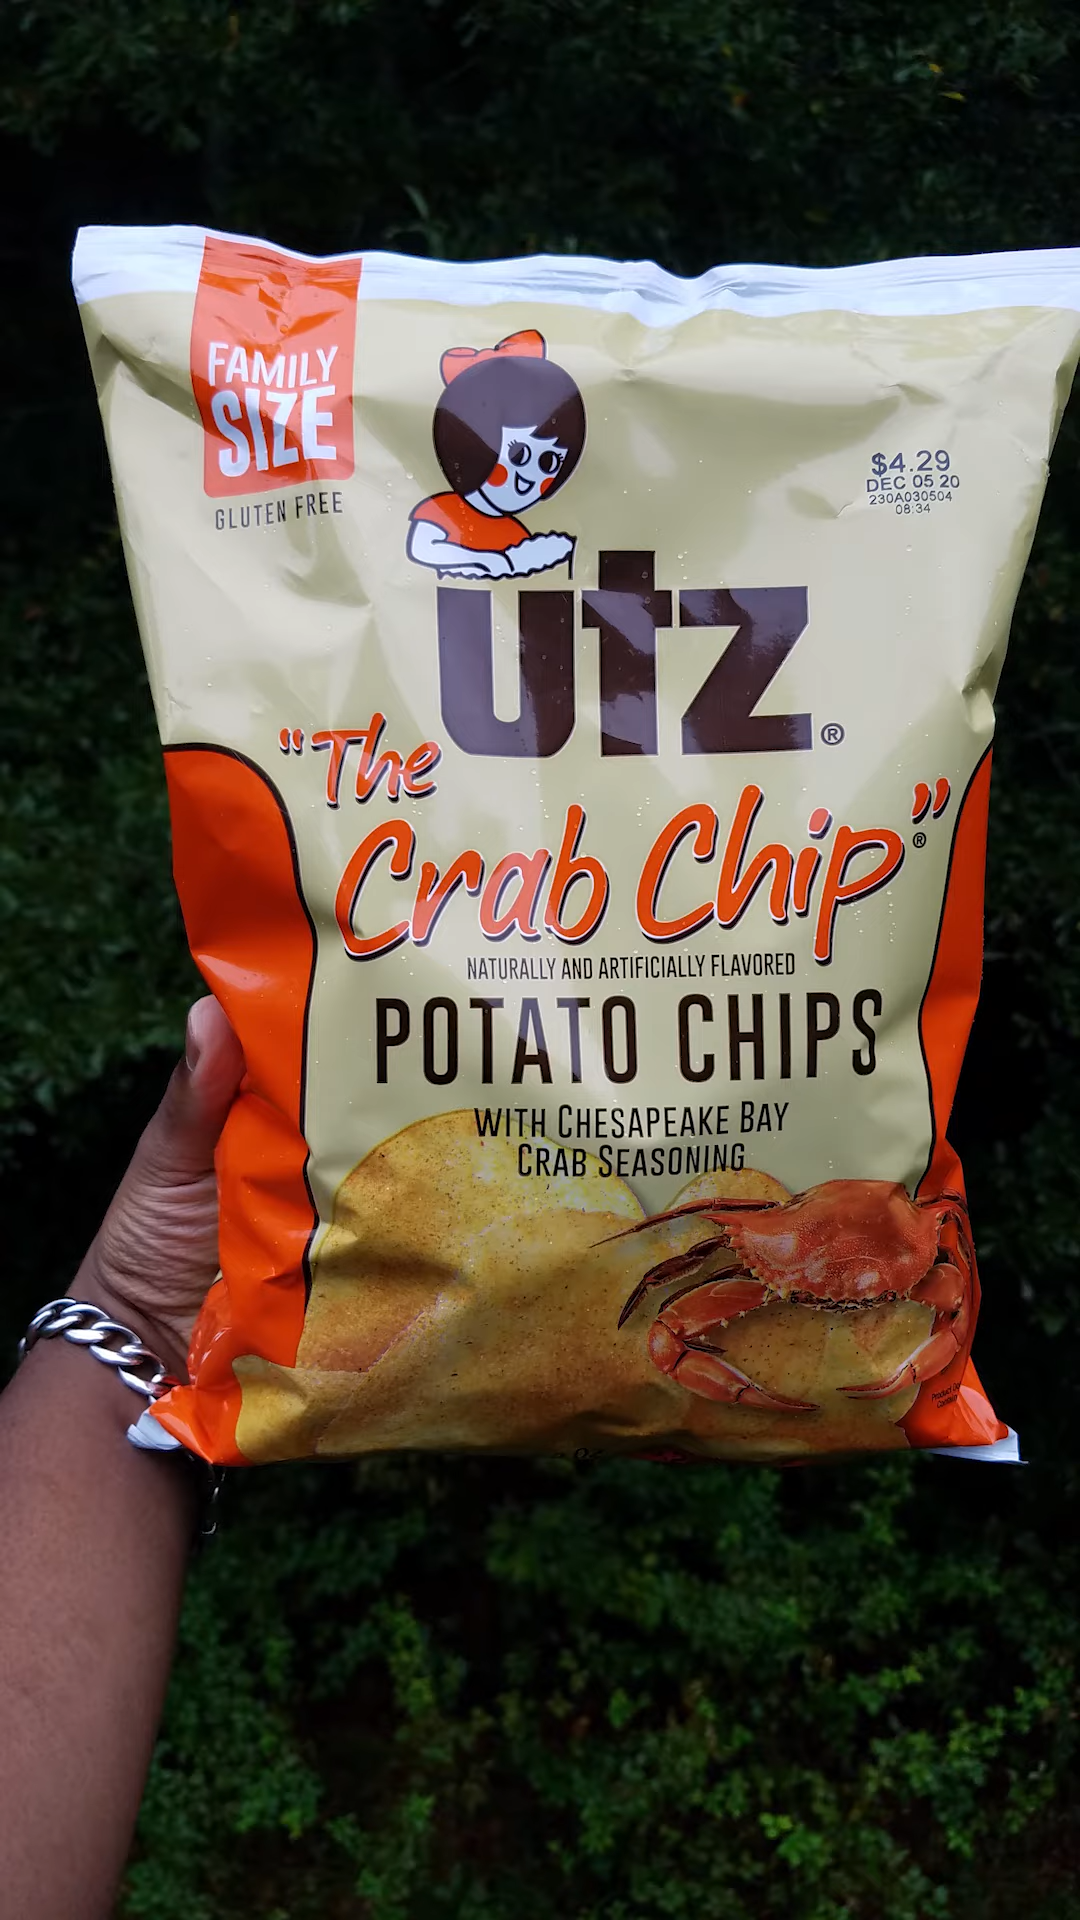 FAMILY
SIZE
GLUTEN FREE
$4.29
DEC 05 20
230A030504
08:34
utz®
"The
Crab Chip"®
NATURALLY AND ARTIFICIALLY FLAVORED
POTATO CHIPS
WITH CHESAPEAKE BAY
CRAB SEASONING
Product